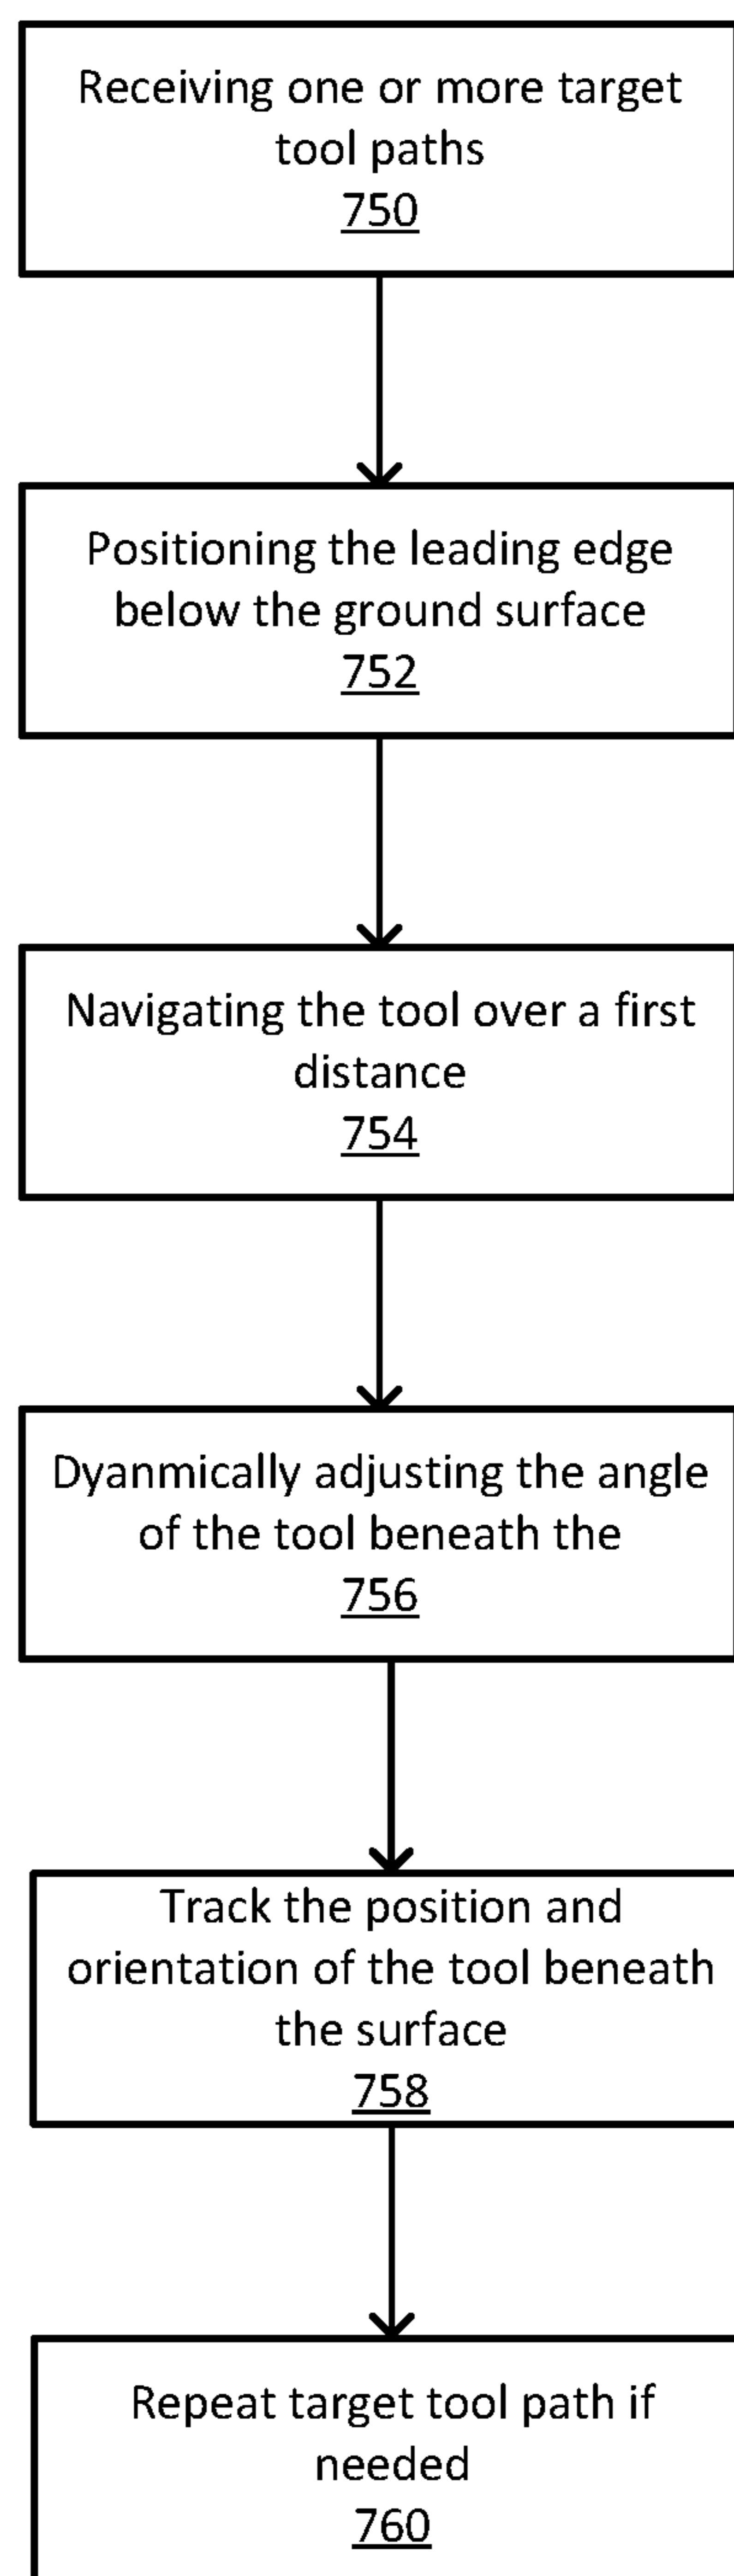 Receiving one or more target
tool paths
750
Positioning the leading edge
below the ground surface
752
Navigating the tool over a first
distance
754
Dyanmically adjusting the angle
of the tool beneath the
756
Track the position and
orientation of the tool beneath
the surface
758
Repeat target tool path if
needed
760